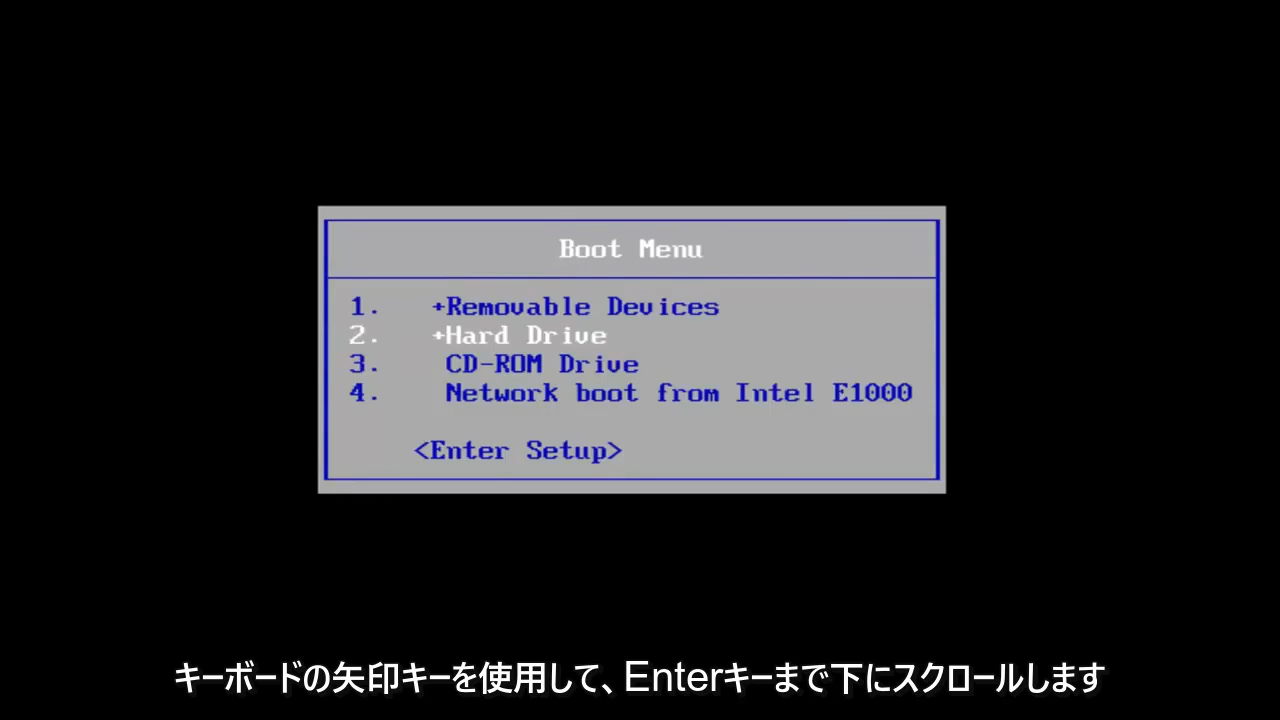 Boot Menu
1. +Removable Devices
2. +Hard Drive
3. CD-ROM Drive
4. Network boot from Intel E1000
<Enter Setup>
キーボードの矢印キーを使用して、Enterキーまで下にスクロールします